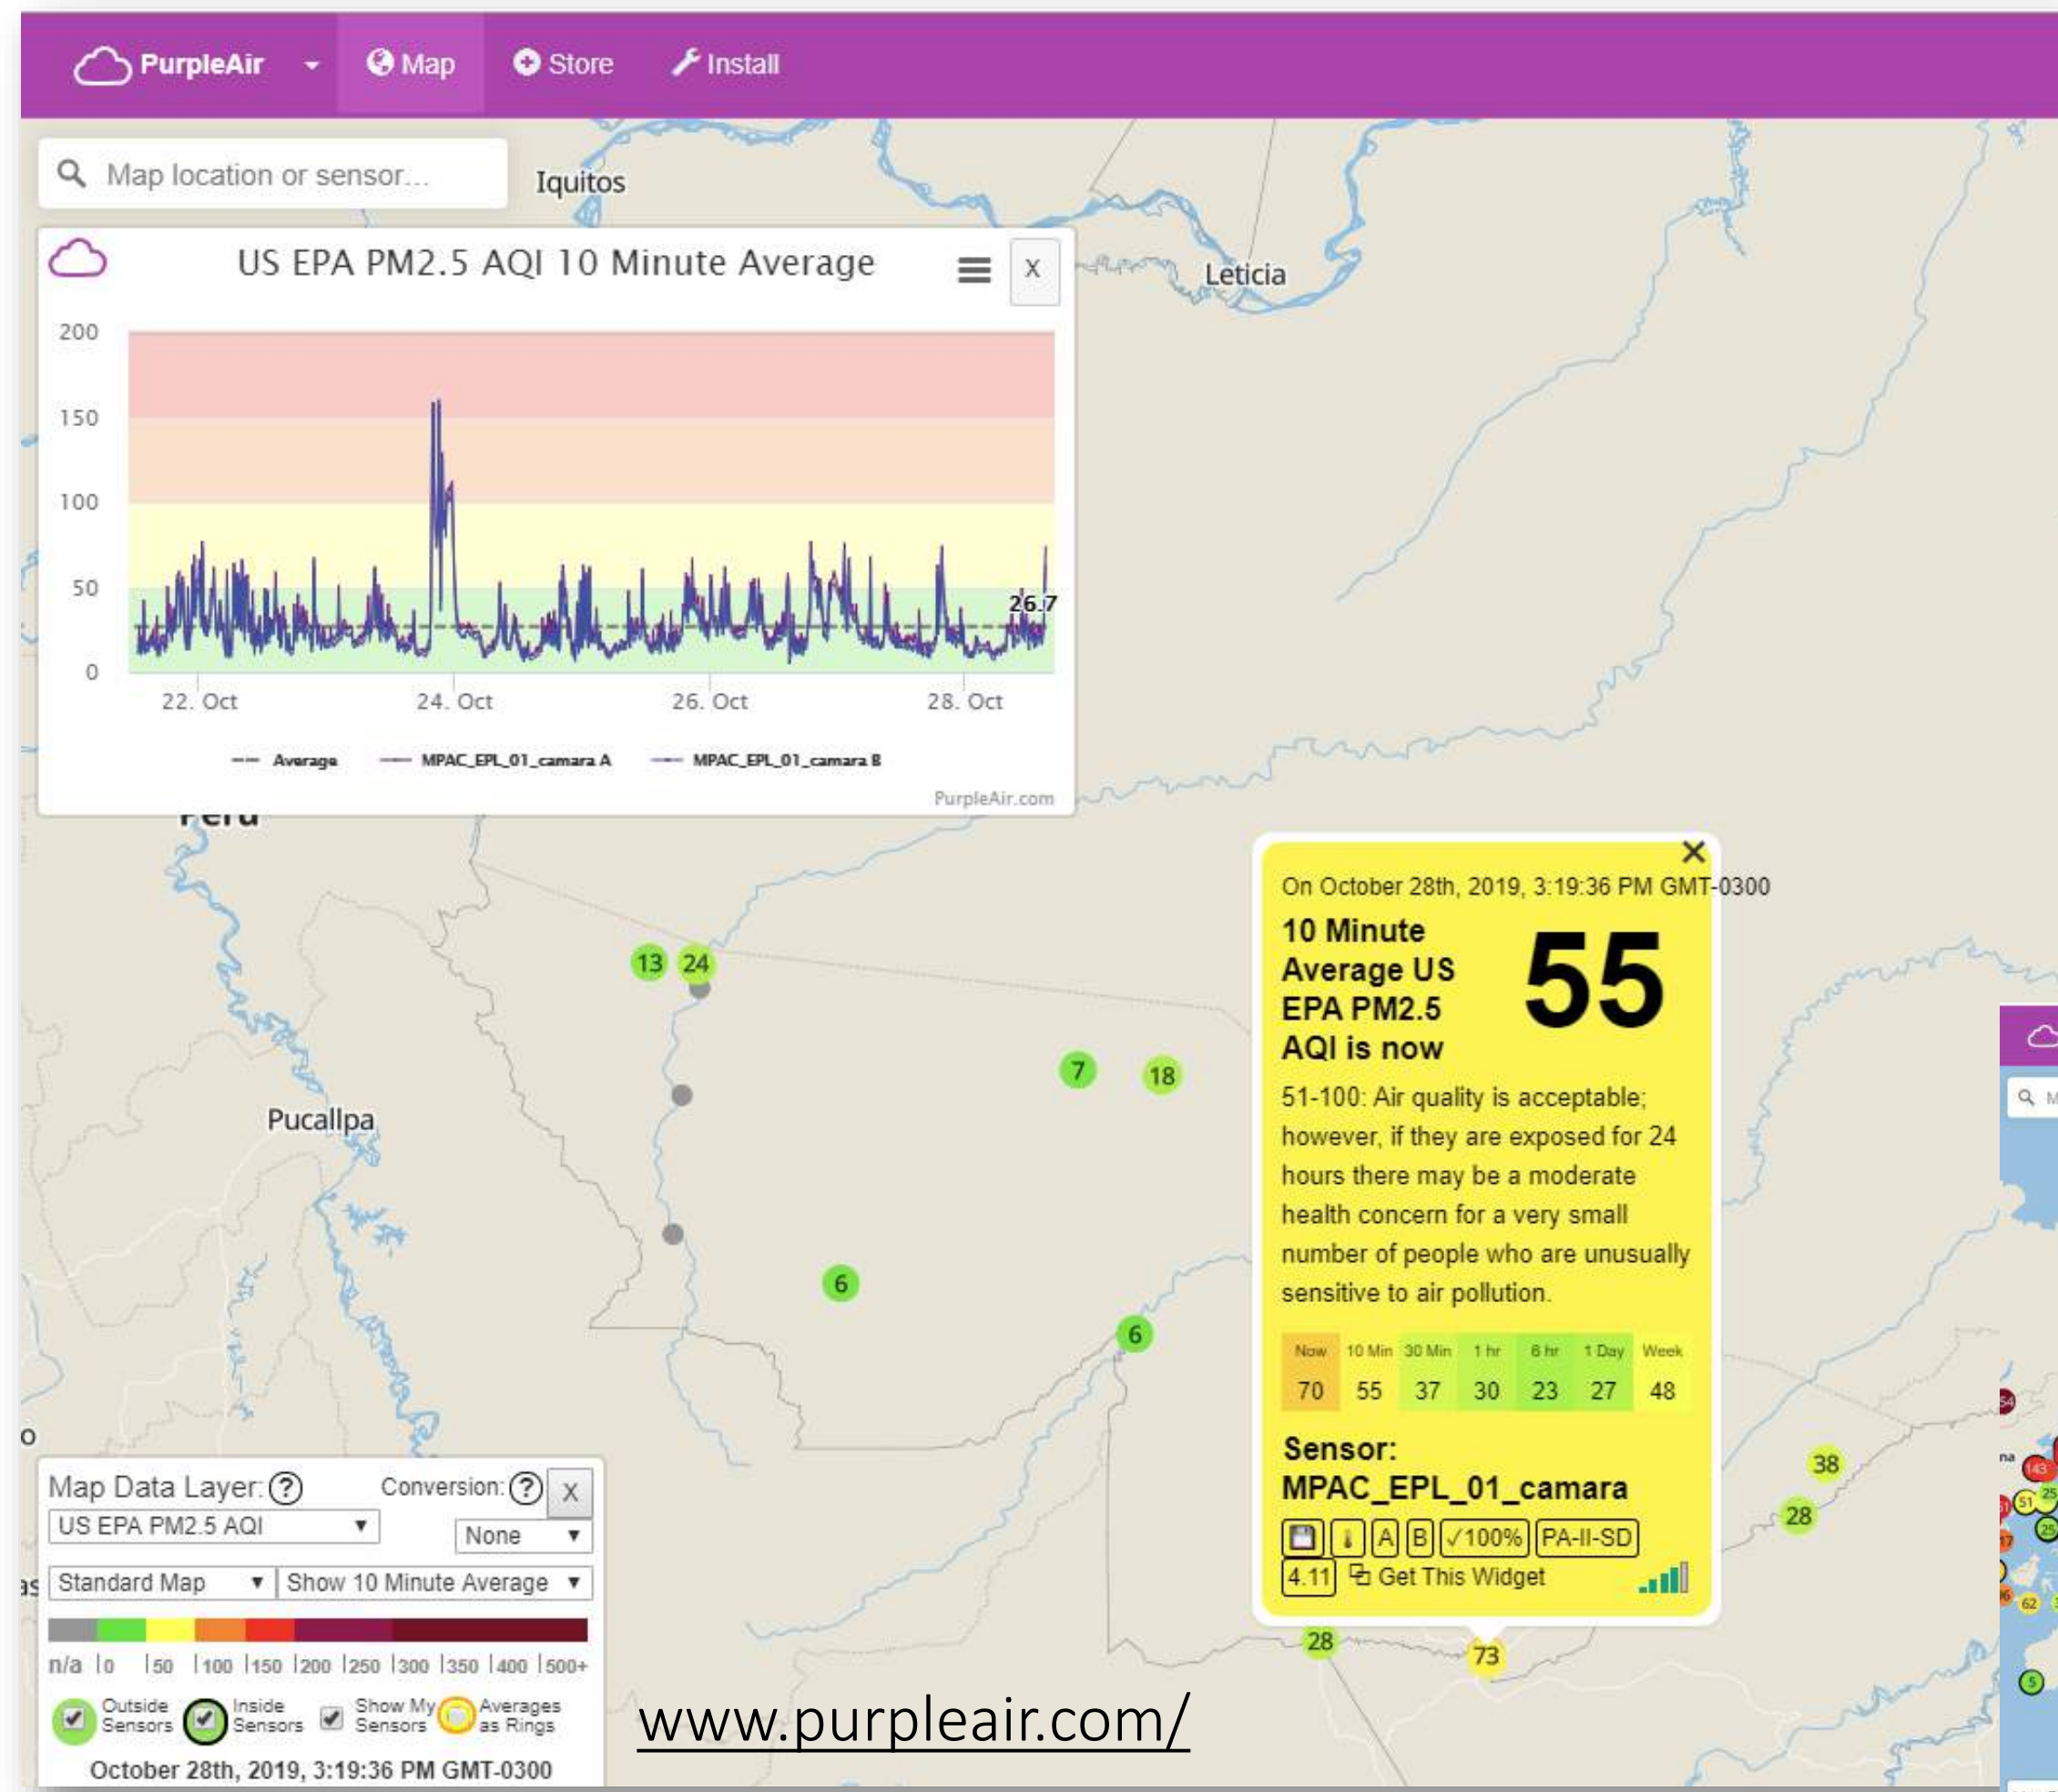 PurpleAir
Map
Store
Install
Map location or sensor...
Iquitos
Leticia
US EPA PM2.5 AQI 10 Minute Average
X
200
150
100
50
0
26.7
22. Oct
24. Oct
26. Oct
28. Oct
Average
MPAC_EPL_01_camara A
MPAC_EPL_01_camara B
PurpleAir.com
Peru
13
24
7
18
Pucallpa
6
6
On October 28th, 2019, 3:19:36 PM GMT-0300
10 Minute
Average US
EPA PM2.5
AQI is now
55
51-100: Air quality is acceptable;
however, if they are exposed for 24
hours there may be a moderate
health concern for a very small
number of people who are unusually
sensitive to air pollution.
Now 10 Min 30 Min 1 hr 6 hr 1 Day Week
70 55 37 30 23 27 48
Sensor:
MPAC_EPL_01_camara
A B ✓100% PA-II-SD
4.11 Get This Widget
38
28
28
73
Map Data Layer: ?
Conversion: ?
X
US EPA PM2.5 AQI
None
Standard Map
Show 10 Minute Average
n/a |0 |50 |100 |150 |200 |250 |300 |350 |400 |500+
Outside
Sensors
Inside
Sensors
Show My
Sensors
Averages
as Rings
October 28th, 2019, 3:19:36 PM GMT-0300
www.purpleair.com/
143
51
25
25
62
5